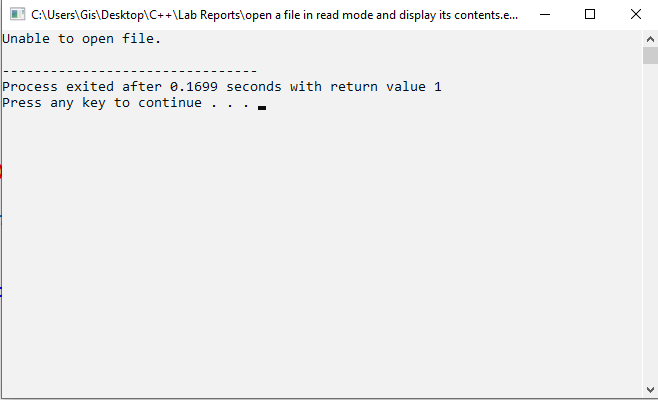 C:\Users\Gis\Desktop\C++\Lab Reports\open a file in read mode and display its contents.e...
Unable to open file.
--------------------------------
Process exited after 0.1699 seconds with return value 1
Press any key to continue . . .